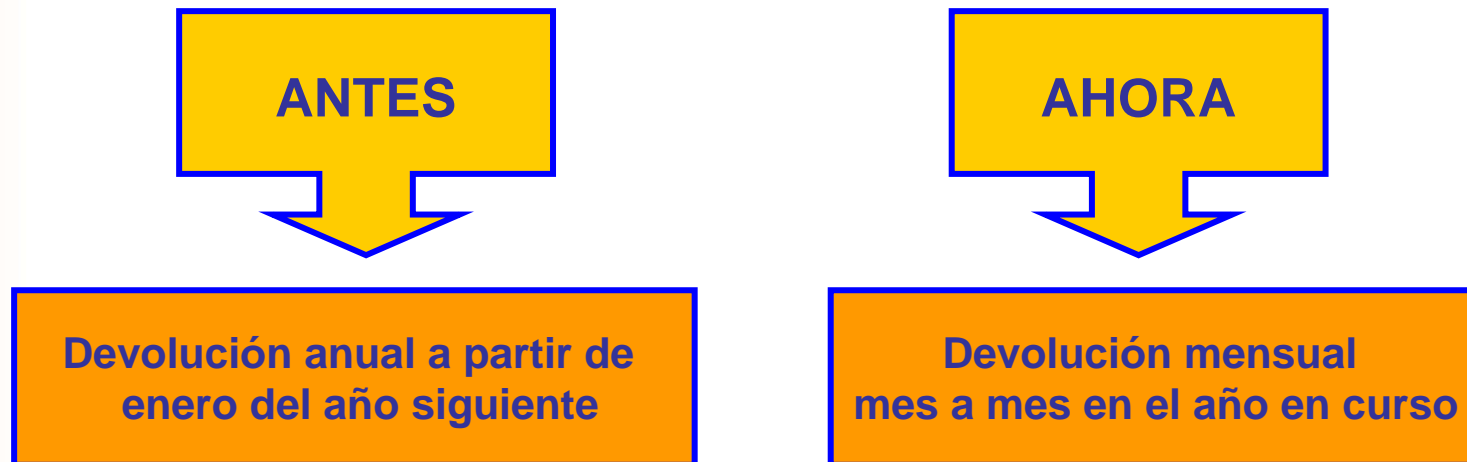 ANTES
AHORA
Devolución anual a partir de
enero del año siguiente
Devolución mensual
mes a mes en el año en curso